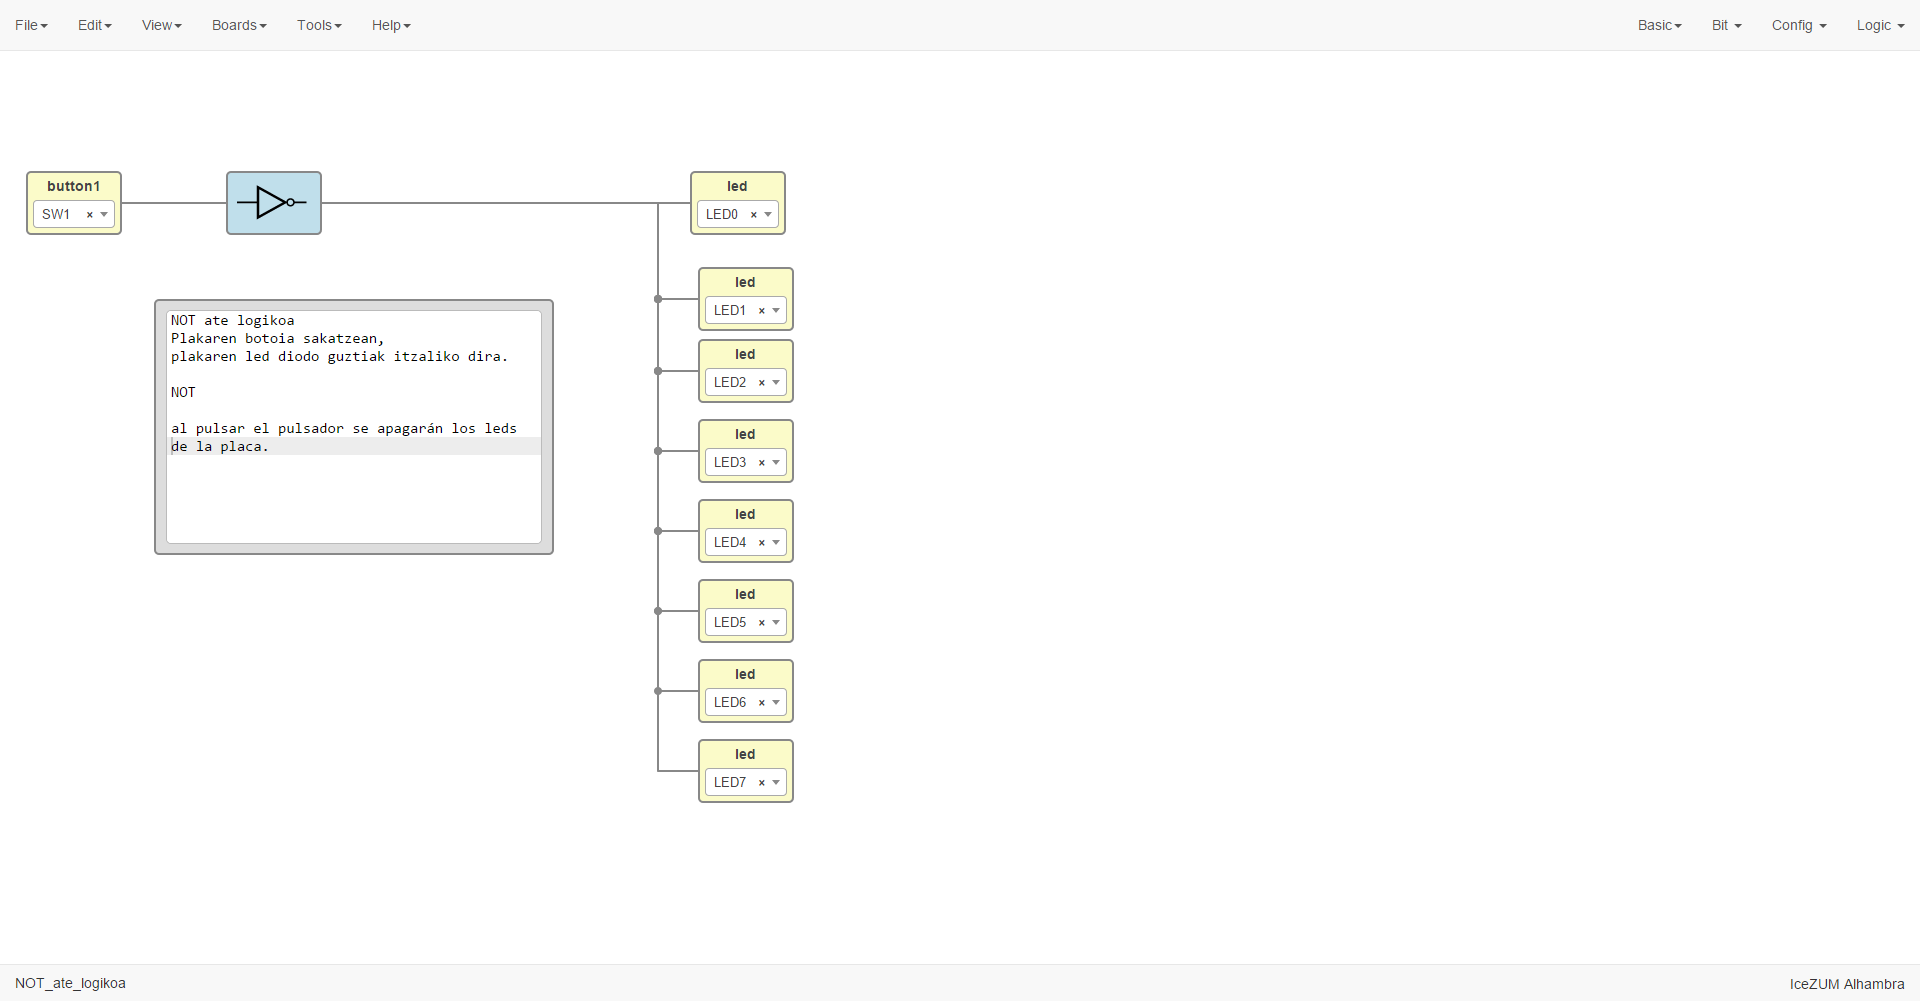 File Edit View Boards Tools Help Basic Bit Config Logic
button1
SW1 ×
led
LED0 ×
led
LED1 ×
NOT ate logikoa
Plakaren botoia sakatzean,
plakaren led diodo guztiak itzaliko dira.
NOT
al pulsar el pulsador se apagarán los leds
de la placa.
led
LED2 ×
led
LED3 ×
led
LED4 ×
led
LED5 ×
led
LED6 ×
led
LED7 ×
NOT_ate_logikoa
IceZUM Alhambra